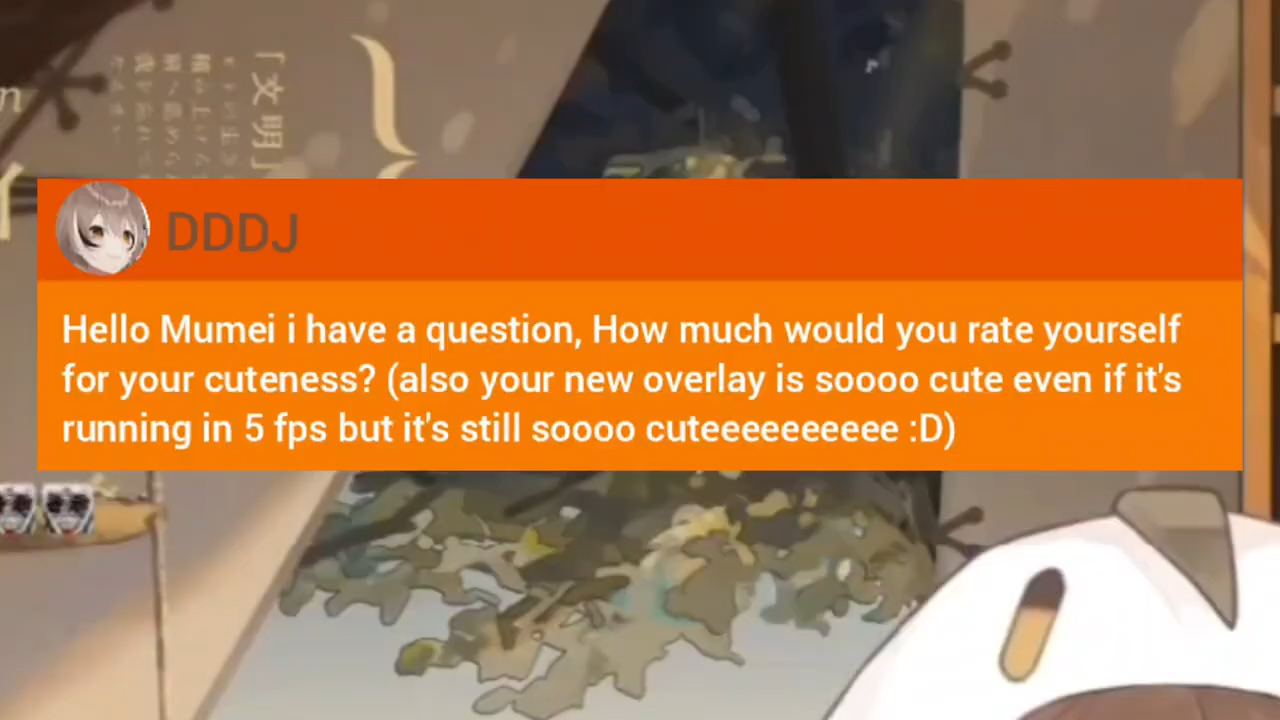 「文明」
DDDJ
Hello Mumei i have a question, How much would you rate yourself
for your cuteness? (also your new overlay is soooo cute even if it's
running in 5 fps but it's still soooo cuteeeeeeeeeee :D)